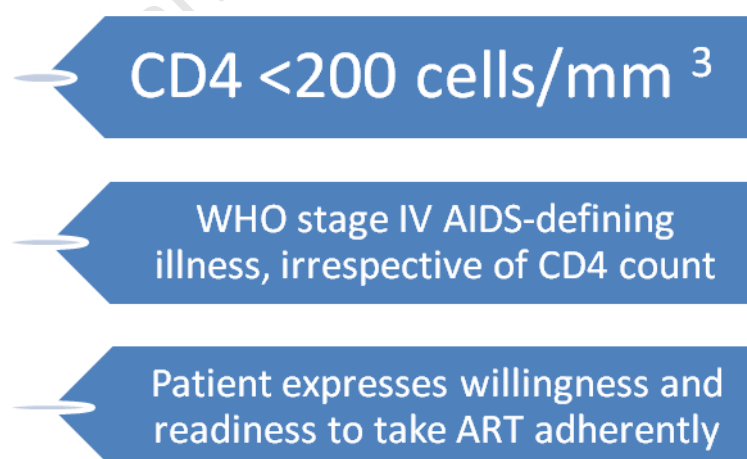 CD4 <200 cells/mm ³
WHO stage IV AIDS-defining
illness, irrespective of CD4 count
Patient expresses willingness and
readiness to take ART adherently